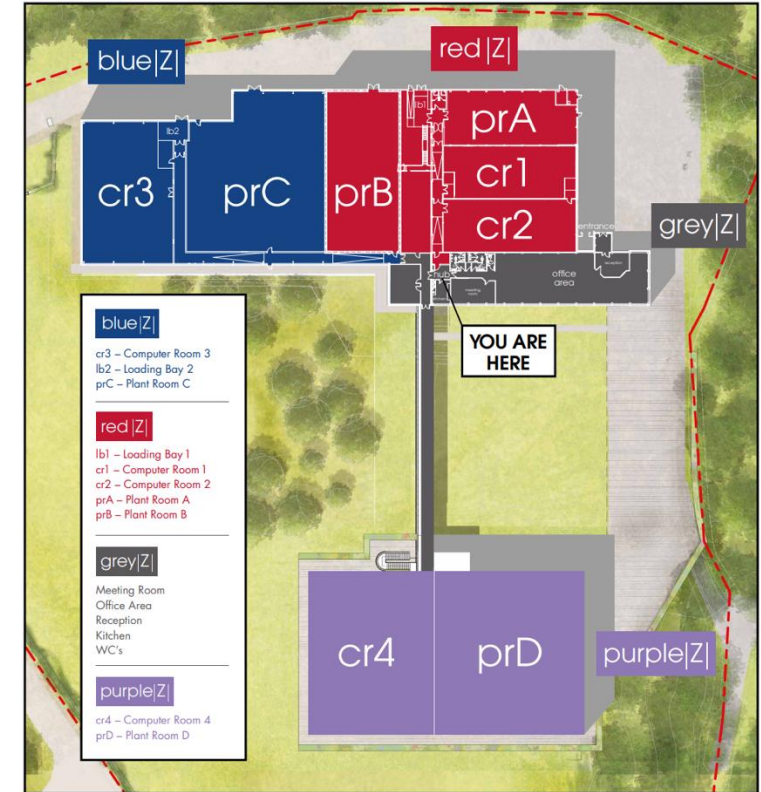 blue|Z|
red |Z|
lb1
prA
lb2
cr3
prC
prB
cr1
cr2
entrance
grey|Z|
hub
office
area
reception
meeting
room
YOU ARE
HERE
blue|Z|
cr3 – Computer Room 3
lb2 – Loading Bay 2
prC – Plant Room C
red |Z|
lb1 – Loading Bay 1
cr1 – Computer Room 1
cr2 – Computer Room 2
prA – Plant Room A
prB – Plant Room B
grey|Z|
Meeting Room
Office Area
Reception
Kitchen
WC's
purple|Z|
cr4 – Computer Room 4
prD – Plant Room D
cr4
prD
purple|Z|